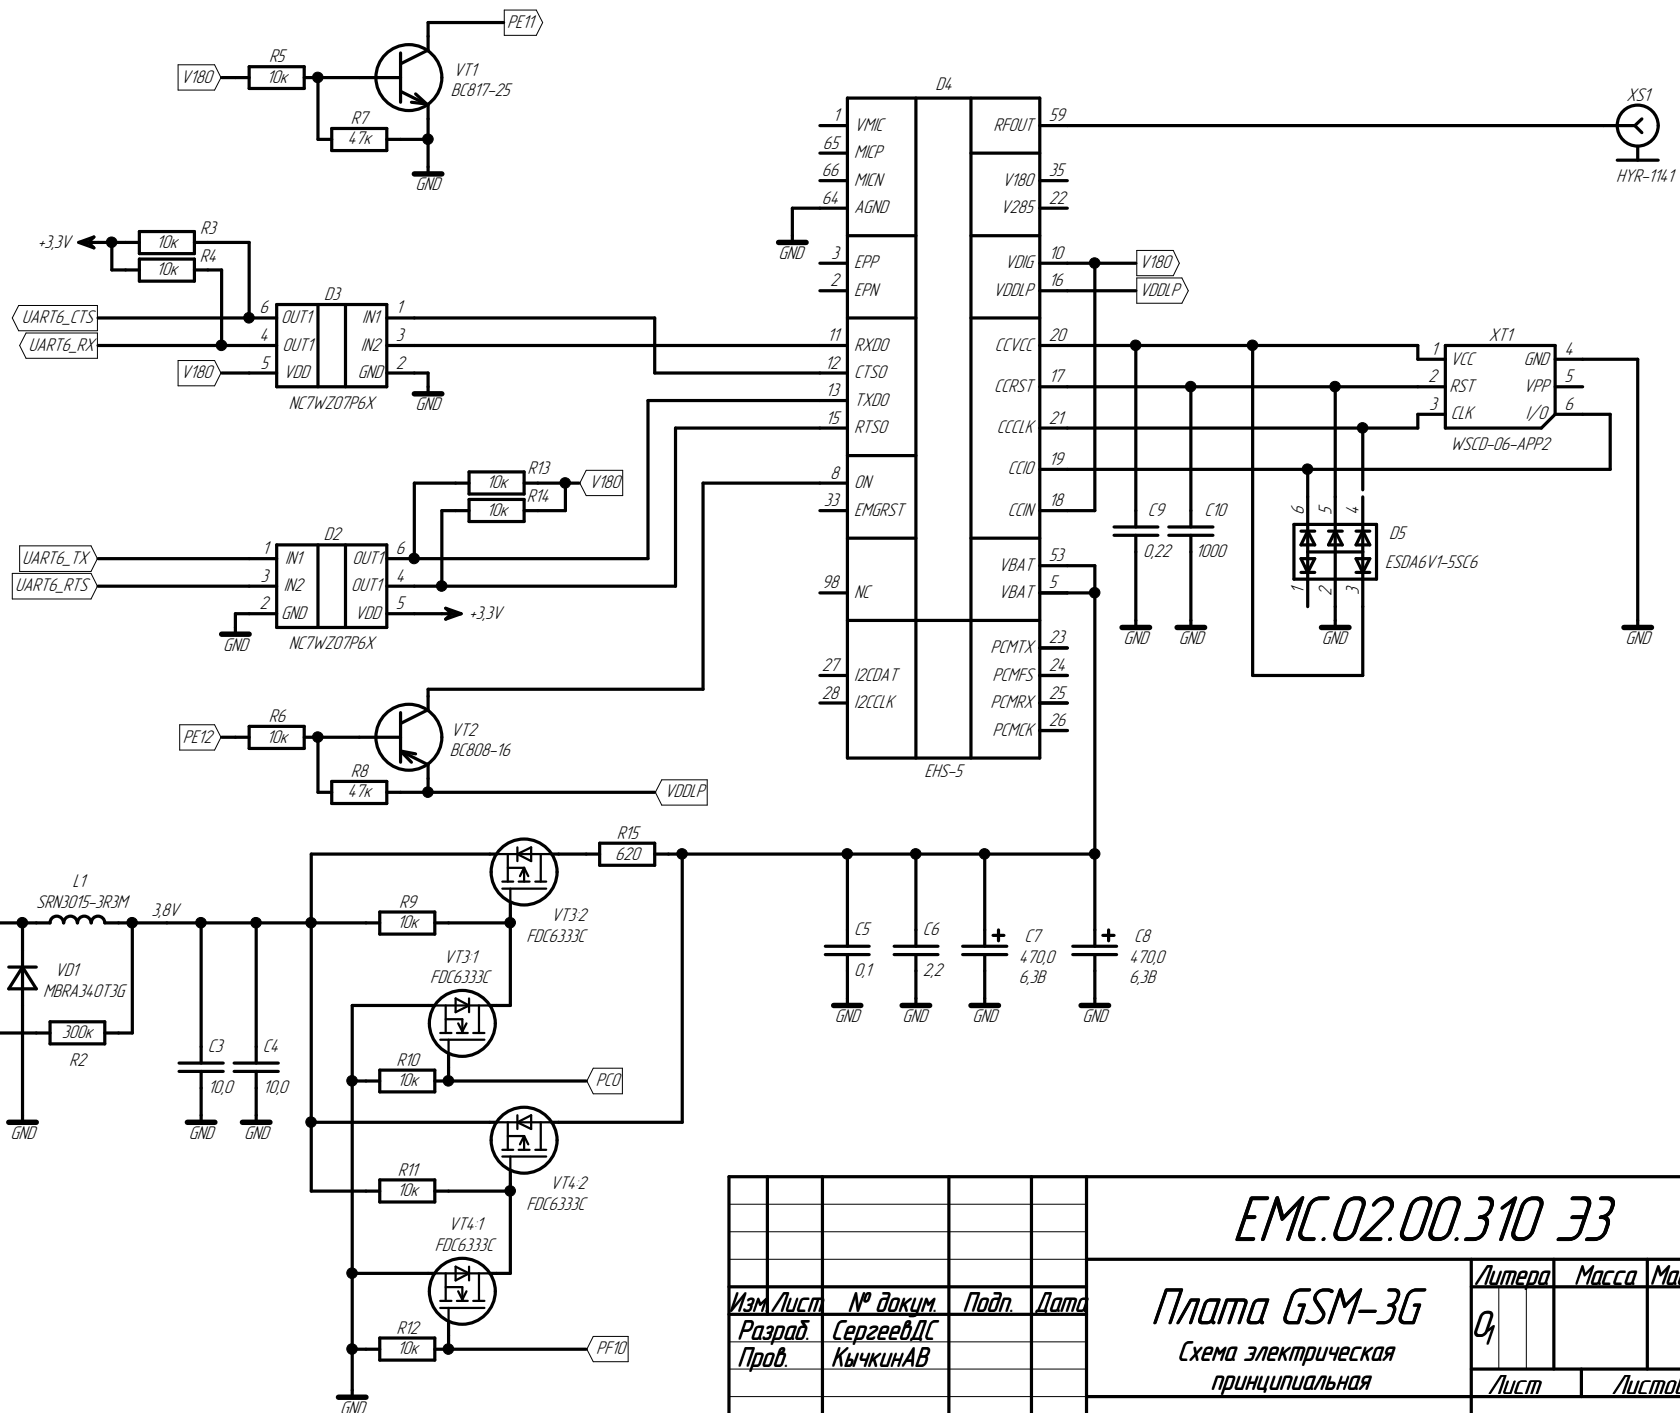 PE11
R5
V180
10к
VT1
BC817-25
R7
47к
GND
+3,3V
R3
10к
R4
10к
D3
UART6_CTS
6
OUT1
IN1
1
UART6_RX
4
OUT1
IN2
3
V180
5
VDD
GND
2
NC7WZ07P6X
GND
R13
10к
V180
R14
10к
D2
UART6_TX
1
IN1
OUT1
6
UART6_RTS
3
IN2
OUT1
4
2
GND
VDD
5
+3,3V
GND
NC7WZ07P6X
R6
PE12
10к
VT2
BC808-16
R8
47к
VDDLP
D4
1
VMIC
65
MICP
66
MICN
64
AGND
GND
3
EPP
2
EPN
11
RXD0
12
CTS0
13
TXD0
15
RTS0
8
ON
33
EMGRST
98
NC
27
I2CDAT
28
I2CCLK
RFOUT
59
V180
35
V285
22
VDIG
10
V180
VDDLP
16
VDDLP
CCVCC
20
CCRST
17
CCCLK
21
CCIO
19
CCIN
18
VBAT
53
VBAT
5
PCMTX
23
PCMFS
24
PCMRX
25
PCMCK
26
EHS-5
XS1
HYR-1141
XT1
1
VCC
GND
4
2
RST
VPP
5
3
CLK
I/O
6
WSCD-06-APP2
C9
0,22
GND
C10
1000
GND
6
5
4
D5
ESDA6V1-5SC6
1
2
3
GND
GND
L1
SRN3015-3R3M
3,8V
VD1
MBRA340T3G
300к
R2
GND
C3
10,0
GND
C4
10,0
GND
R15
620
VT3:2
FDC6333C
R9
10к
VT3:1
FDC6333C
R10
10к
PC0
R11
10к
VT4:2
FDC6333C
VT4:1
FDC6333C
R12
10к
PF10
GND
C5
0,1
GND
C6
2,2
GND
+
C7
470,0
6,3В
GND
+
C8
470,0
6,3В
GND
ЕМС.02.00.310 Э3
Изм
Лист
№ докум.
Подп.
Дата
Разраб.
СергеевДС
Пров.
КычкинАВ
Плата GSM-3G
Схема электрическая
принципиальная
Литера
Масса
О1
Лист